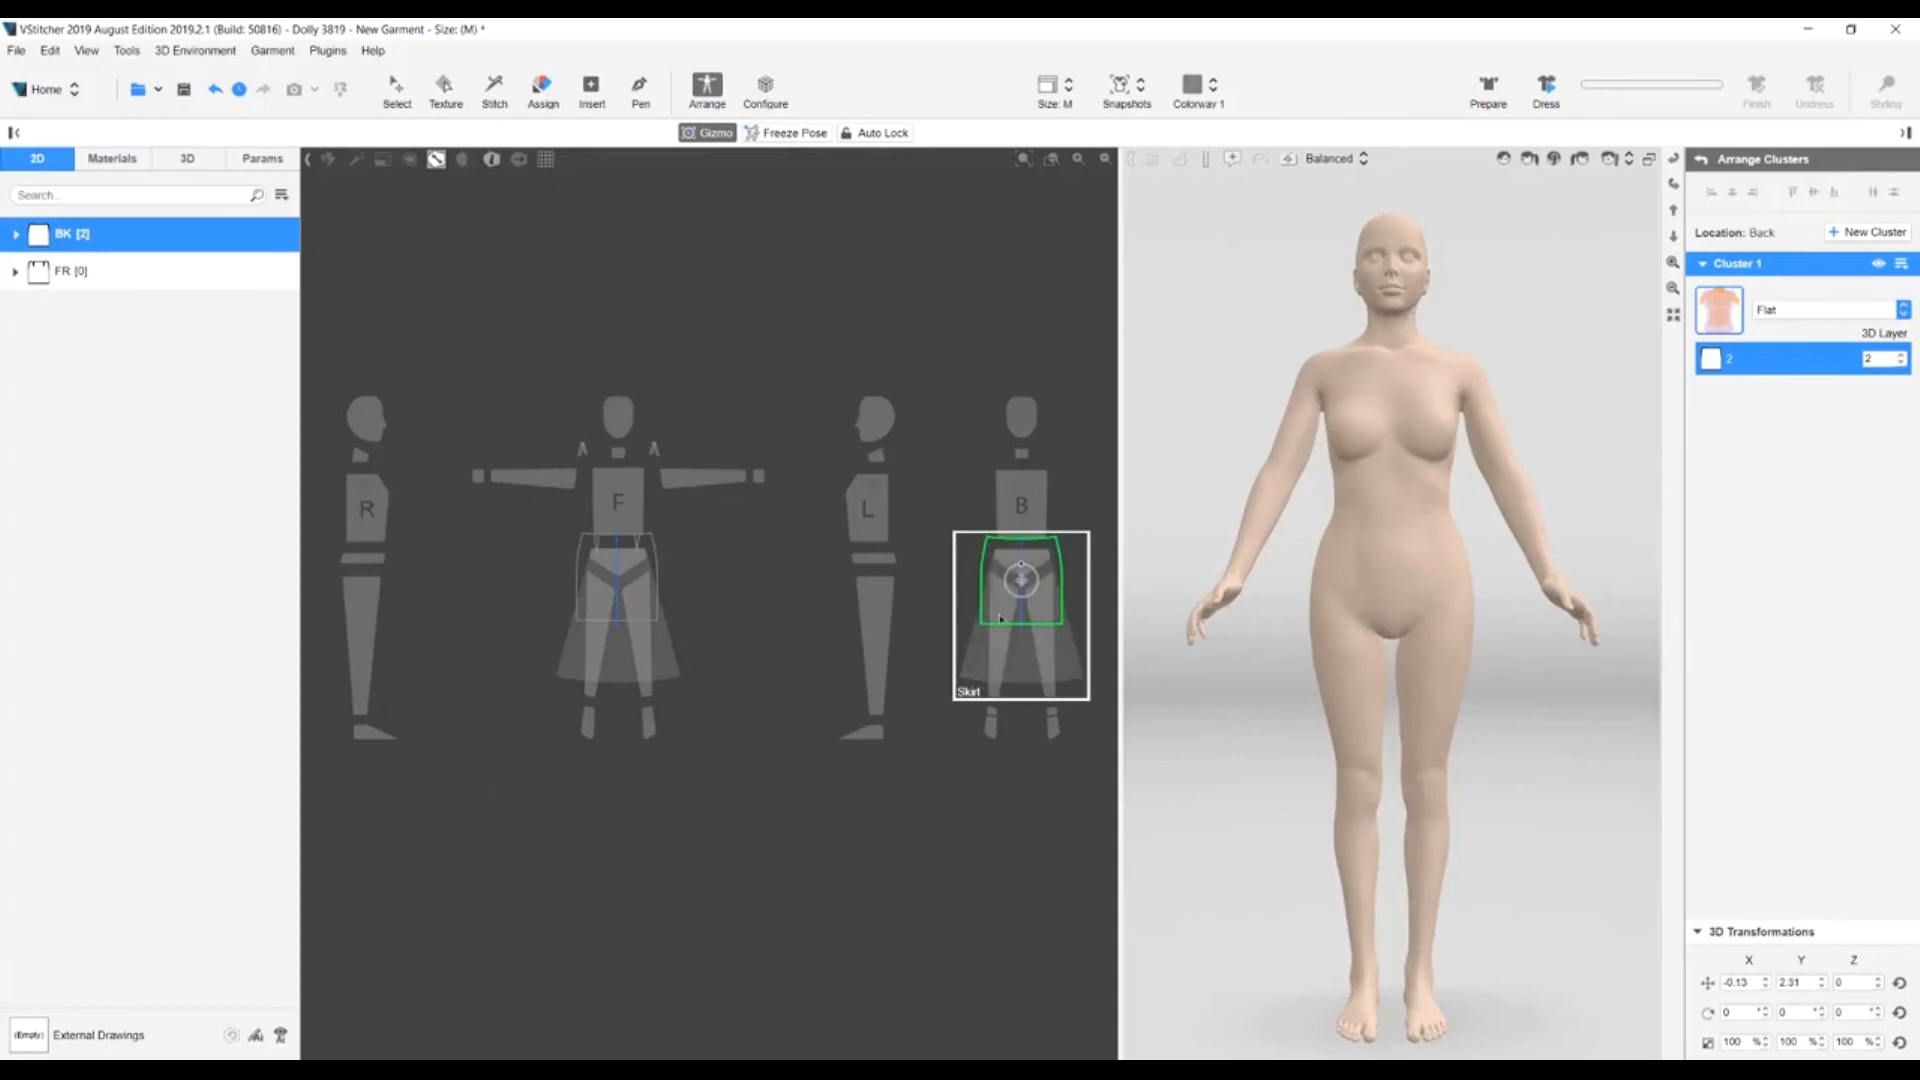 VStitcher 2019 August Edition 2019.2.1 (Build: 50816) - Dolly 3819 - New Garment - Size: (M) *
File Edit View Tools 3D Environment Garment Plugins Help
Home Select Texture Stitch Assign Insert Pen Arrange Configure Size: M Snapshots Colorway 1 Prepare Dress Finish Undress Styling
Gizmo Freeze Pose Auto Lock
2D Materials 3D Params
Balanced
Arrange Clusters
Search...
BK [2]
FR [0]
Location: Back + New Cluster
Cluster 1
Flat
3D Layer
2 2
R F L B
Skirt
3D Transformations
X Y Z
-0.13 2.31 0
0 ° 0 ° 0 °
100 % 100 % 100 %
(Empty) External Drawings